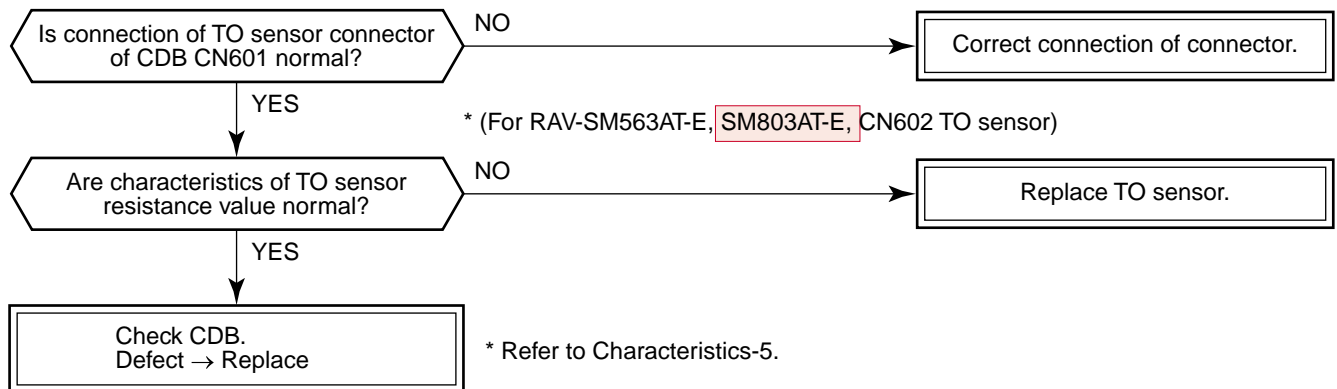 Is connection of TO sensor connector
of CDB CN601 normal?
NO
Correct connection of connector.
YES
* (For RAV-SM563AT-E, SM803AT-E, CN602 TO sensor)
Are characteristics of TO sensor
resistance value normal?
NO
Replace TO sensor.
YES
Check CDB.
Defect → Replace
* Refer to Characteristics-5.